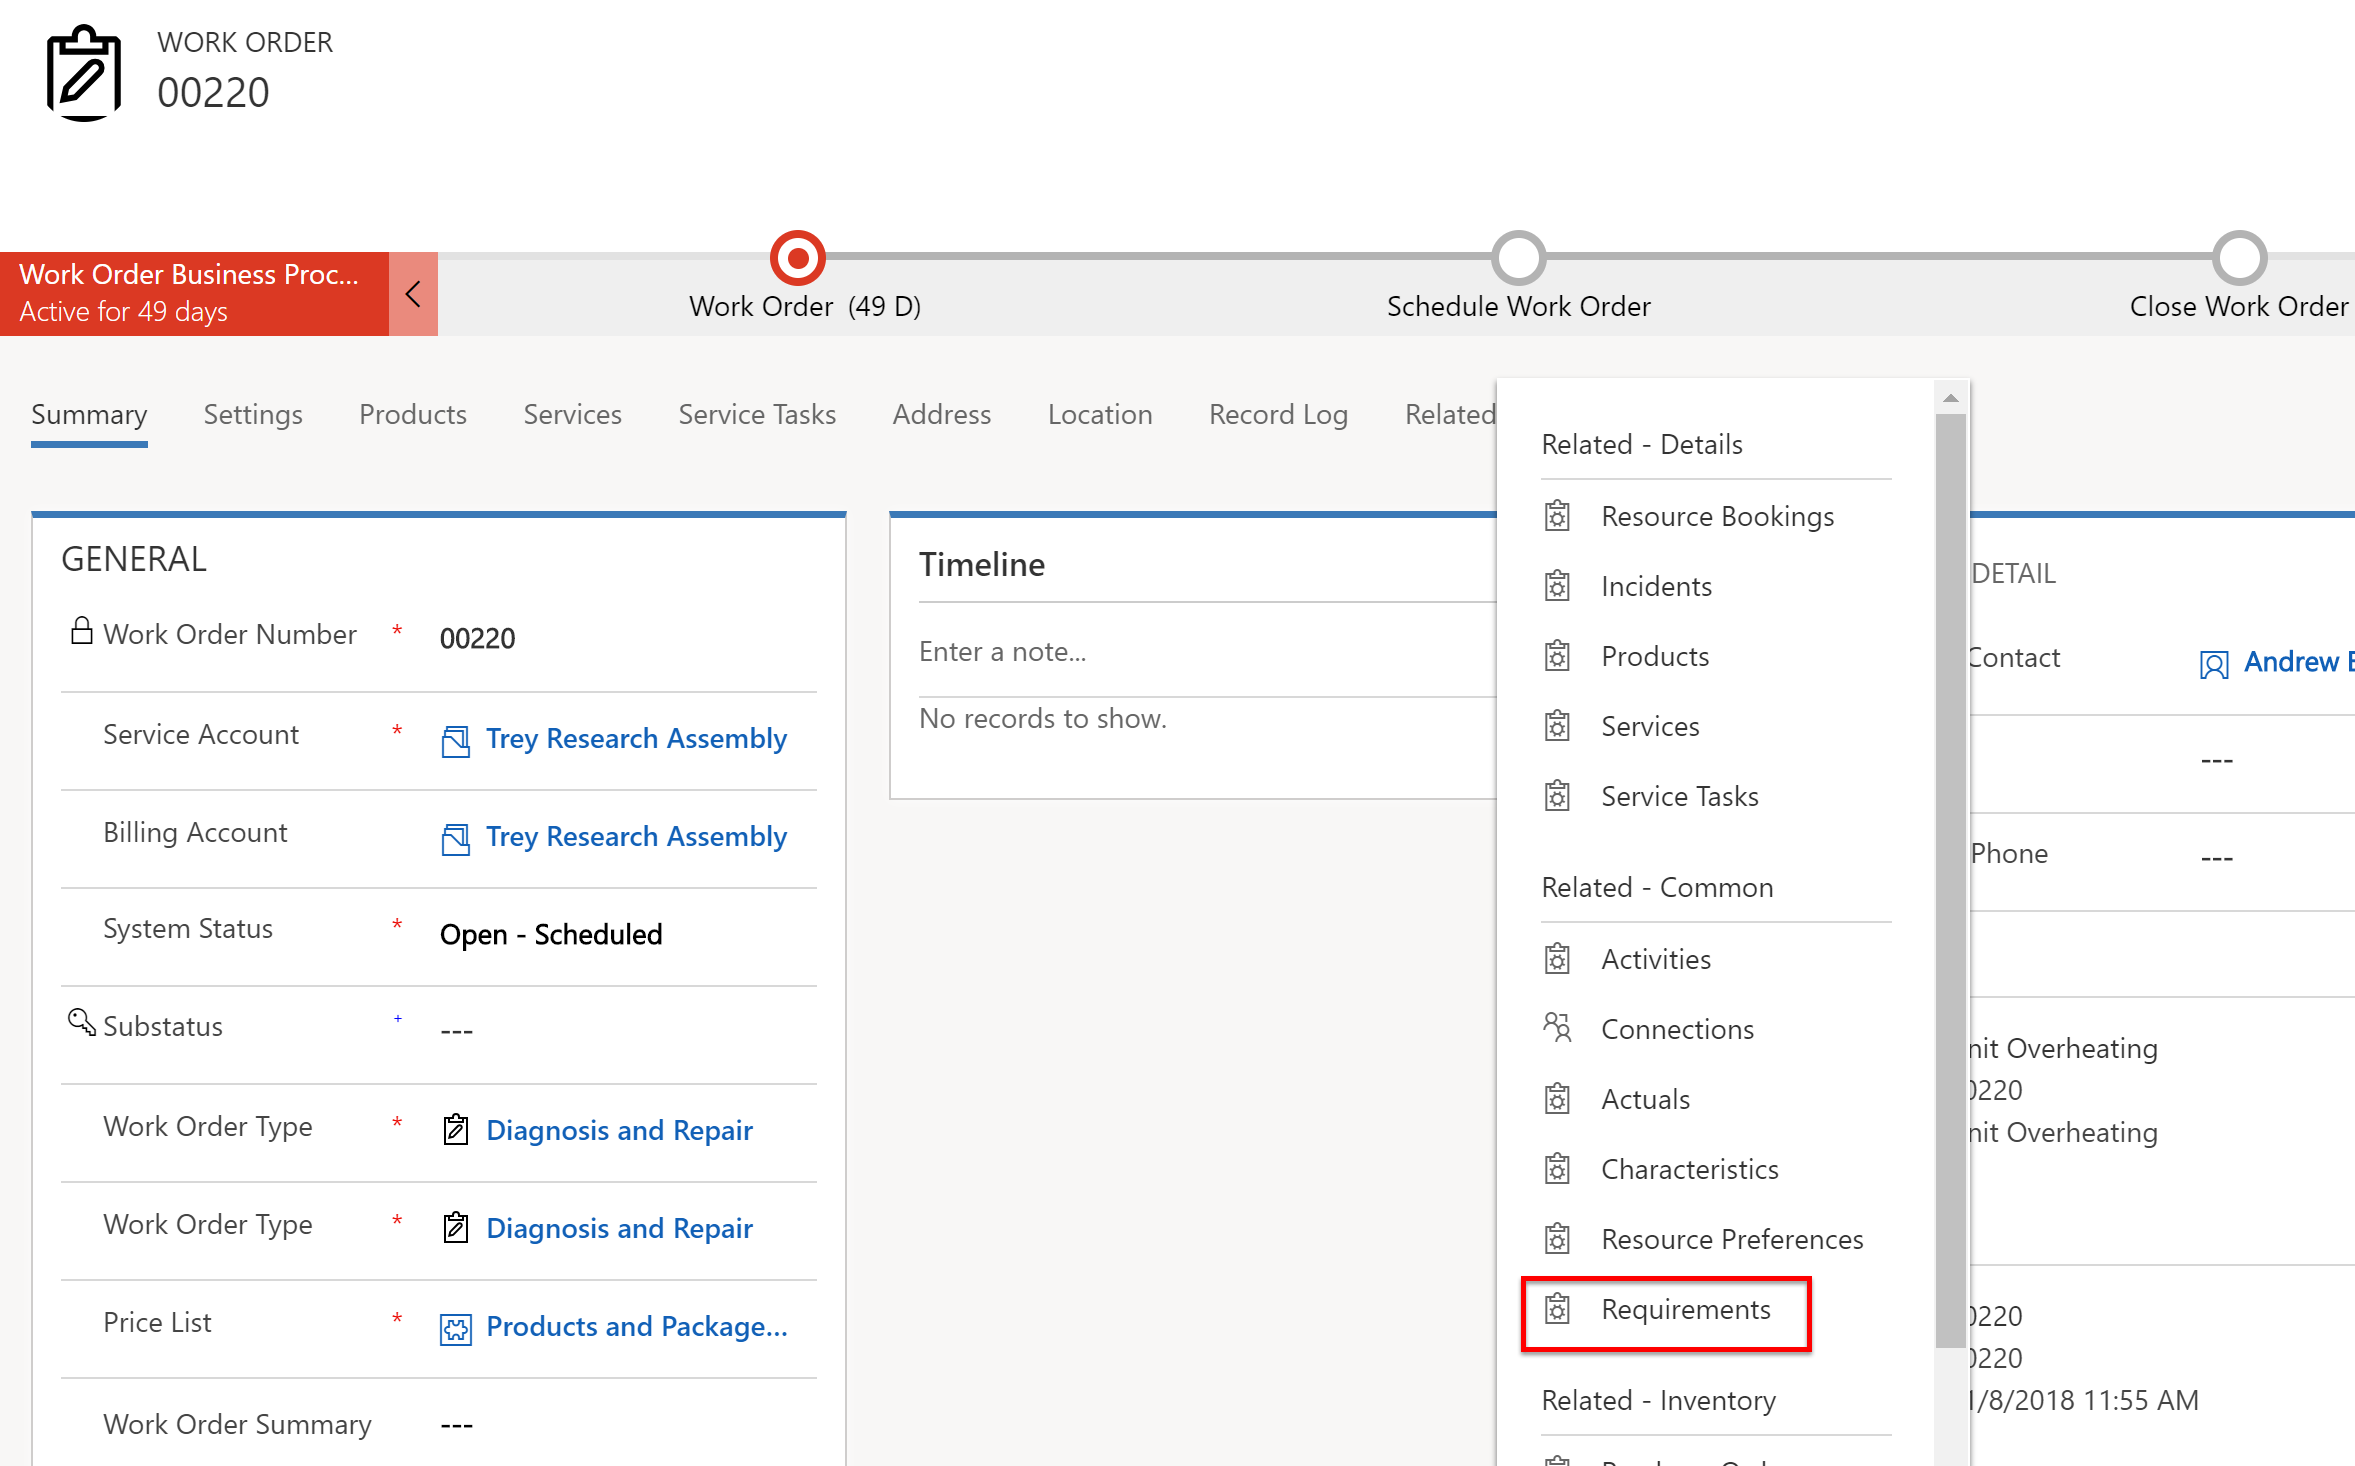 WORK ORDER
00220
Work Order Business Proc...
Active for 49 days
Work Order (49 D)
Schedule Work Order
Close Work Order
Summary
Settings
Products
Services
Service Tasks
Address
Location
Record Log
Related
GENERAL
Work Order Number * 00220
Service Account * Trey Research Assembly
Billing Account Trey Research Assembly
System Status * Open - Scheduled
Substatus + ---
Work Order Type * Diagnosis and Repair
Work Order Type * Diagnosis and Repair
Price List * Products and Package...
Work Order Summary ---
Timeline
Enter a note...
No records to show.
Related - Details
Resource Bookings
Incidents
Products
Services
Service Tasks
Related - Common
Activities
Connections
Actuals
Characteristics
Resource Preferences
Requirements
Related - Inventory
DETAIL
Contact Andrew
---
Phone ---
nit Overheating
0220
nit Overheating
0220
0220
1/8/2018 11:55 AM